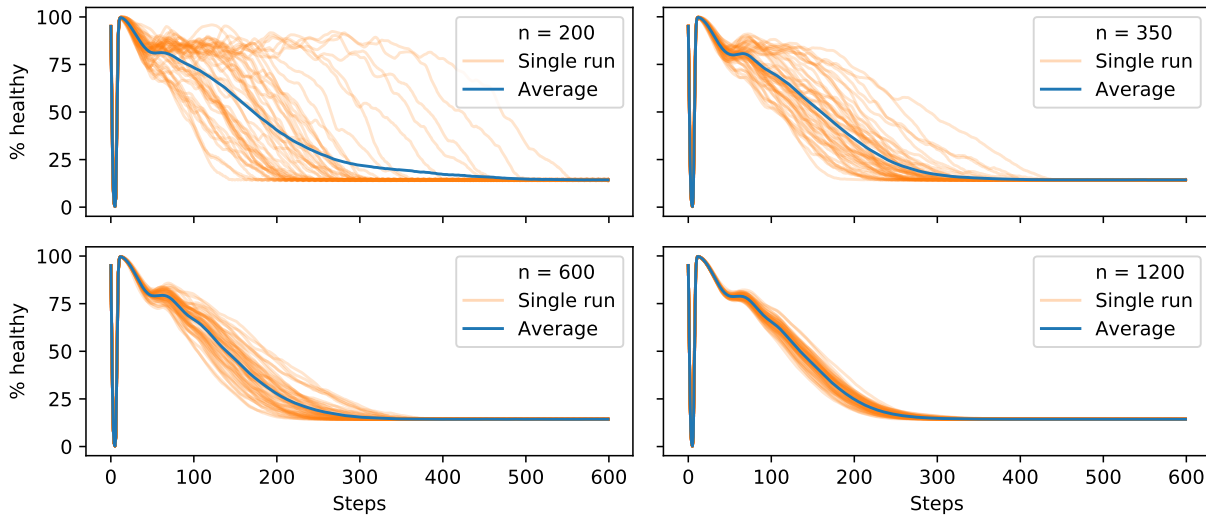 100
75
50
25
0
% healthy
n = 200
Single run
Average
n = 350
Single run
Average
100
75
50
25
0
% healthy
n = 600
Single run
Average
n = 1200
Single run
Average
0 100 200 300 400 500 600
Steps
0 100 200 300 400 500 600
Steps